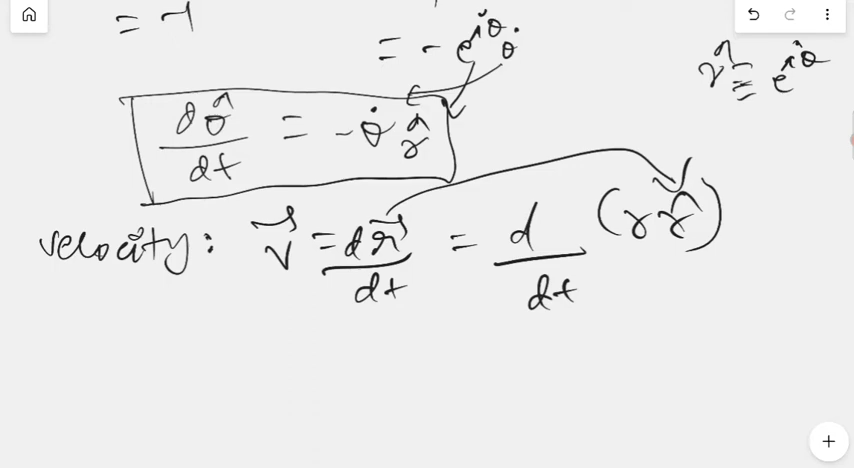 = -1
= - e^{iθ} θ̇
r̂ ≡ e^{iθ}
dθ̂/dt = -θ̇ r̂
velocity: v⃗ = dr⃗/dt = d/dt (r r̂)